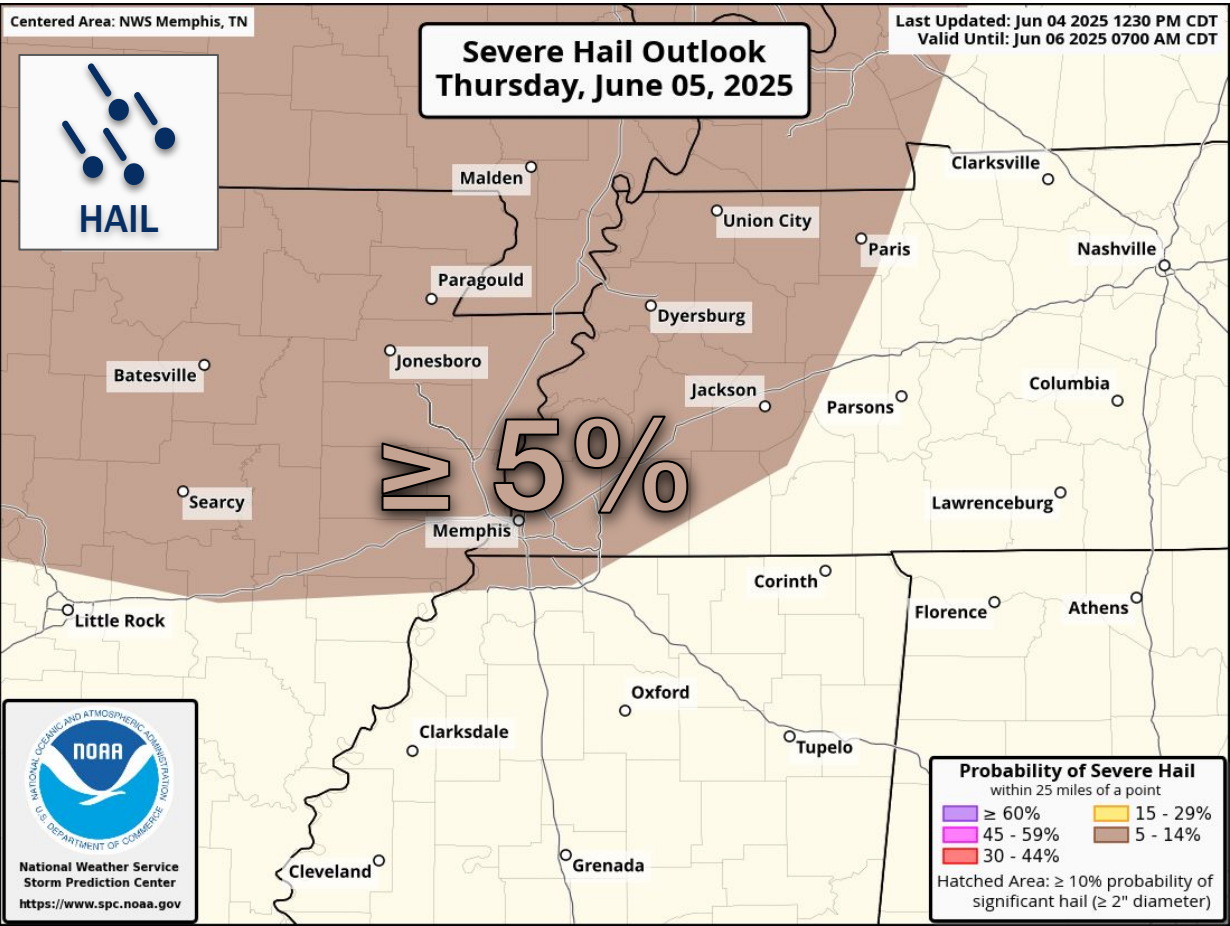 Centered Area: NWS Memphis, TN
Last Updated: Jun 04 2025 1230 PM CDT
Valid Until: Jun 06 2025 0700 AM CDT
Severe Hail Outlook
Thursday, June 05, 2025
HAIL
Malden
Clarksville
Union City
Paris
Nashville
Paragould
Dyersburg
Jonesboro
Batesville
Jackson
Columbia
Parsons
≥ 5%
Searcy
Lawrenceburg
Memphis
Corinth
Florence
Athens
Little Rock
Oxford
Clarksdale
Tupelo
Cleveland
Grenada
NATIONAL OCEANIC AND ATMOSPHERIC ADMINISTRATION
NOAA
U.S. DEPARTMENT OF COMMERCE
National Weather Service
Storm Prediction Center
https://www.spc.noaa.gov
Probability of Severe Hail
within 25 miles of a point
≥ 60% 15 - 29%
45 - 59% 5 - 14%
30 - 44%
Hatched Area: ≥ 10% probability of
significant hail (≥ 2" diameter)